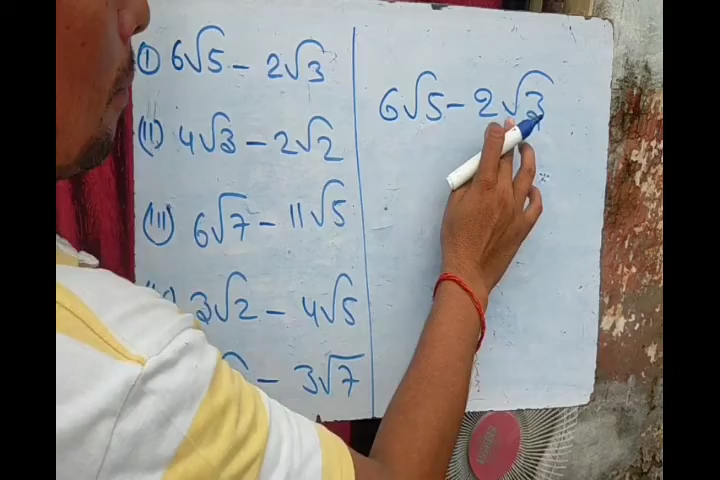 (I) 6√5 - 2√3
(II) 4√3 - 2√2
(III) 6√7 - 11√5
3√2 - 4√5
- 3√7
6√5 - 2√3